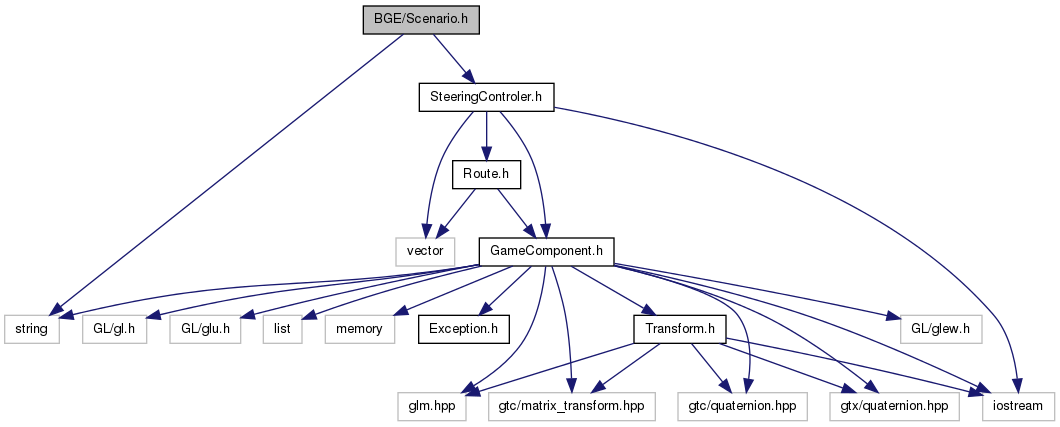 BGE/Scenario.h
SteeringControler.h
Route.h
vector
GameComponent.h
string
GL/gl.h
GL/glu.h
list
memory
Exception.h
Transform.h
GL/glew.h
glm.hpp
gtc/matrix_transform.hpp
gtc/quaternion.hpp
gtx/quaternion.hpp
iostream